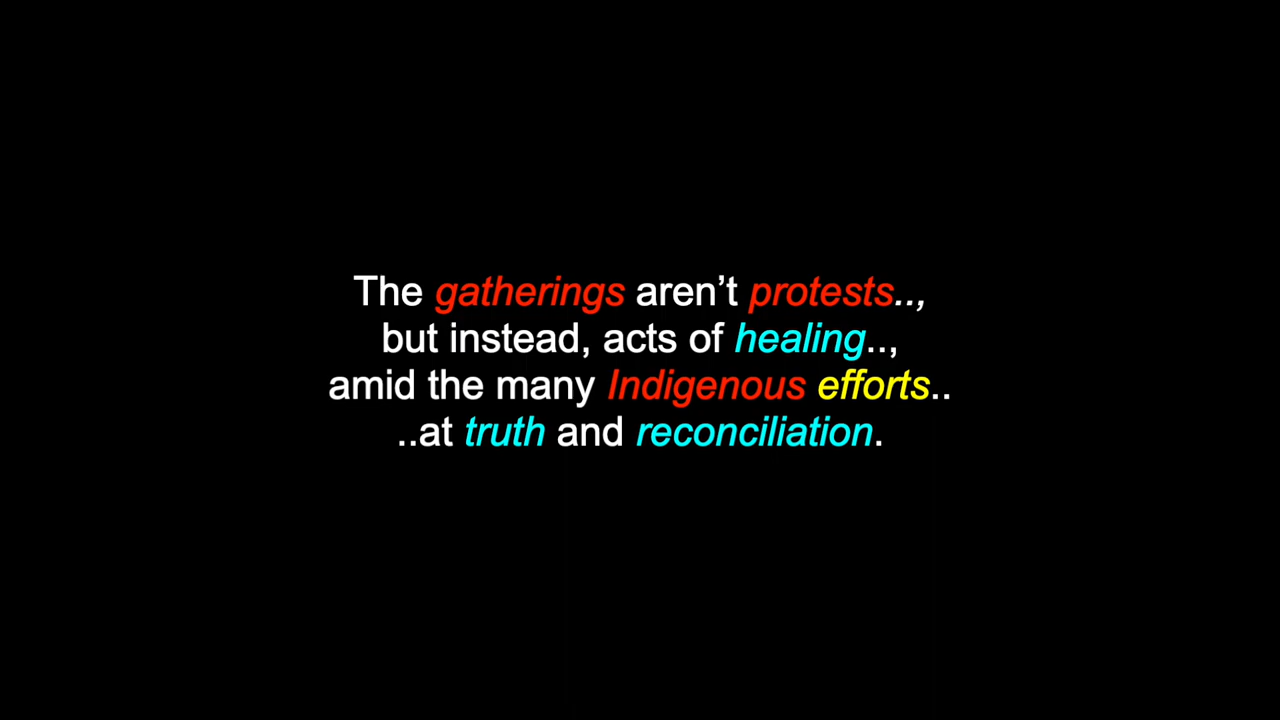 The gatherings aren’t protests..,
but instead, acts of healing..,
amid the many Indigenous efforts..
..at truth and reconciliation.